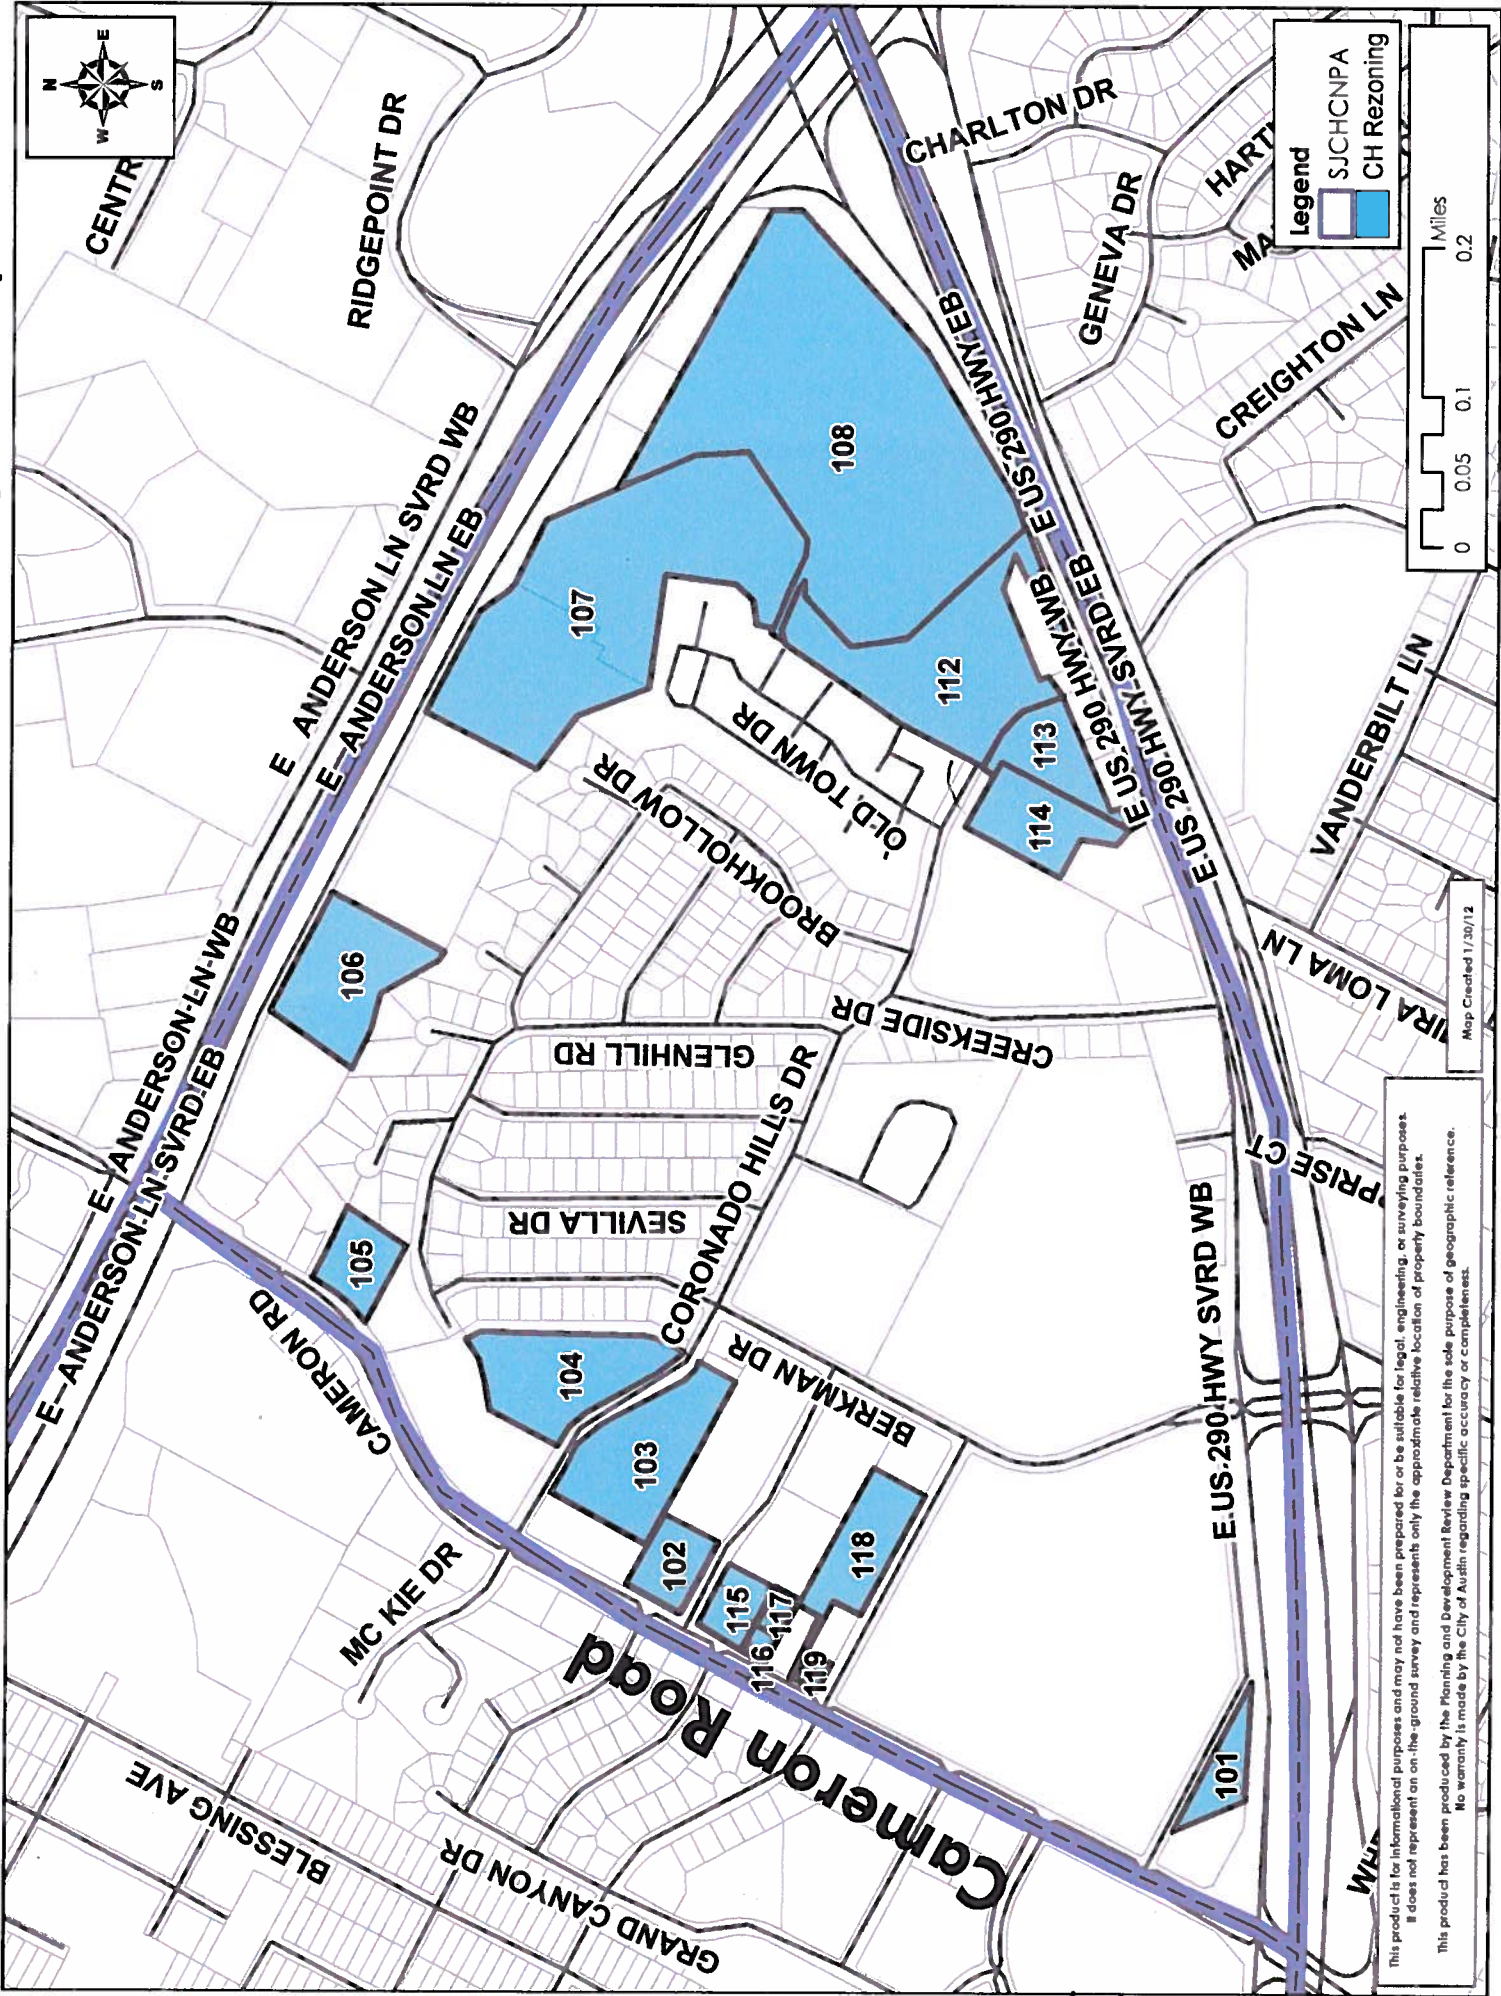 N
W
E
S
CENTR
RIDGEPOINT DR
E ANDERSON LN SVRD WB
E ANDERSON LN EB
E ANDERSON LN WB
E ANDERSON LN SVRD EB
CAMERON RD
MC KIE DR
Cameron Road
BLESSING AVE
GRAND CANYON DR
CHARLTON DR
GENEVA DR
CREIGHTON LN
VANDERBILT LN
OLD TOWN DR
BROOKHOLLOW DR
GLENHILL RD
CREEKSIDE DR
SEVILLA DR
CORONADO HILLS DR
BERKMAN DR
E US 290 HWY EB
E US 290 HWY EB
E US 290 HWY WB
E US 290 HWY WB
E US 290 HWY SVRD EB
E US 290 HWY SVRD WB
MIRA LOMA LN
PRISE CT
HART
MA
WH
101
102
103
104
105
106
107
108
112
113
114
115
116
117
118
119
Legend
SJCHCNPA
CH Rezoning
0 0.05 0.1 0.2
Miles
Map Created 1/30/12
This product is for informational purposes and may not have been prepared for or be suitable for legal, engineering, or surveying purposes.
It does not represent an on-the-ground survey and represents only the approximate relative location of property boundaries.
This product has been produced by the Planning and Development Review Department for the sole purpose of geographic reference.
No warranty is made by the City of Austin regarding specific accuracy or completeness.